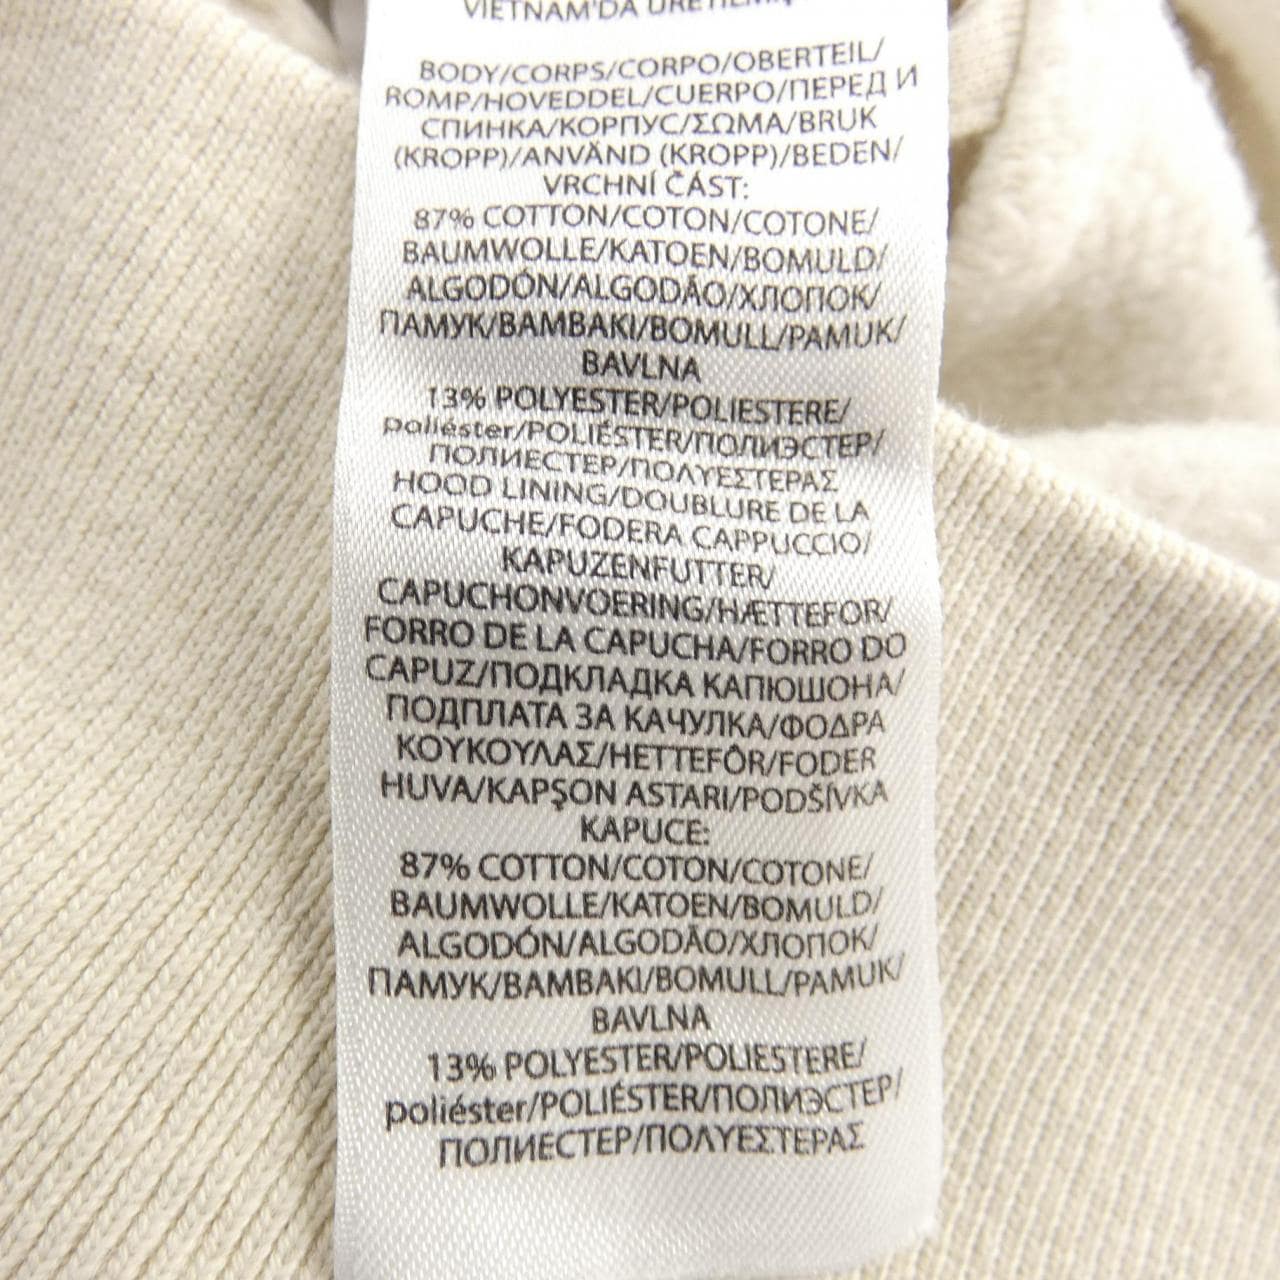 VIETNAM'DA ÜRETİLMİŞ
BODY/CORPS/CORPO/OBERTEIL/
ROMP/HOVEDDEL/CUERPO/ПЕРЕД И
СПИНКА/КОРПУС/ΣΩΜΑ/BRUK
(KROPP)/ANVÄND (KROPP)/BEDEN/
VRCHNÍ ČÁST:
87% COTTON/COTON/COTONE/
BAUMWOLLE/KATOEN/BOMULD/
ALGODÓN/ALGODÃO/ХЛОПОК/
ПАМУК/BAMBAKI/BOMULL/PAMUK/
BAVLNA
13% POLYESTER/POLIESTERE/
poliéster/POLIÉSTER/ПОЛИЭСТЕР/
ПОЛИЕСТЕР/ΠΟΛΥΕΣΤΕΡΑΣ
HOOD LINING/DOUBLURE DE LA
CAPUCHE/FODERA CAPPUCCIO/
KAPUZENFUTTER/
CAPUCHONVOERING/HÆTTEFOR/
FORRO DE LA CAPUCHA/FORRO DO
CAPUZ/ПОДКЛАДКА КАПЮШОНА/
ПОДПЛАТА ЗА КАЧУЛКА/ΦΟΔΡΑ
ΚΟΥΚΟΥΛΑΣ/HETTEFÔR/FODER
HUVA/KAPŞON ASTARI/PODŠÍVKA
KAPUCE:
87% COTTON/COTON/COTONE/
BAUMWOLLE/KATOEN/BOMULD/
ALGODÓN/ALGODÃO/ХЛОПОК/
ПАМУК/BAMBAKI/BOMULL/PAMUK/
BAVLNA
13% POLYESTER/POLIESTERE/
poliéster/POLIÉSTER/ПОЛИЭСТЕР/
ПОЛИЕСТЕР/ΠΟΛΥΕΣΤΕΡΑΣ